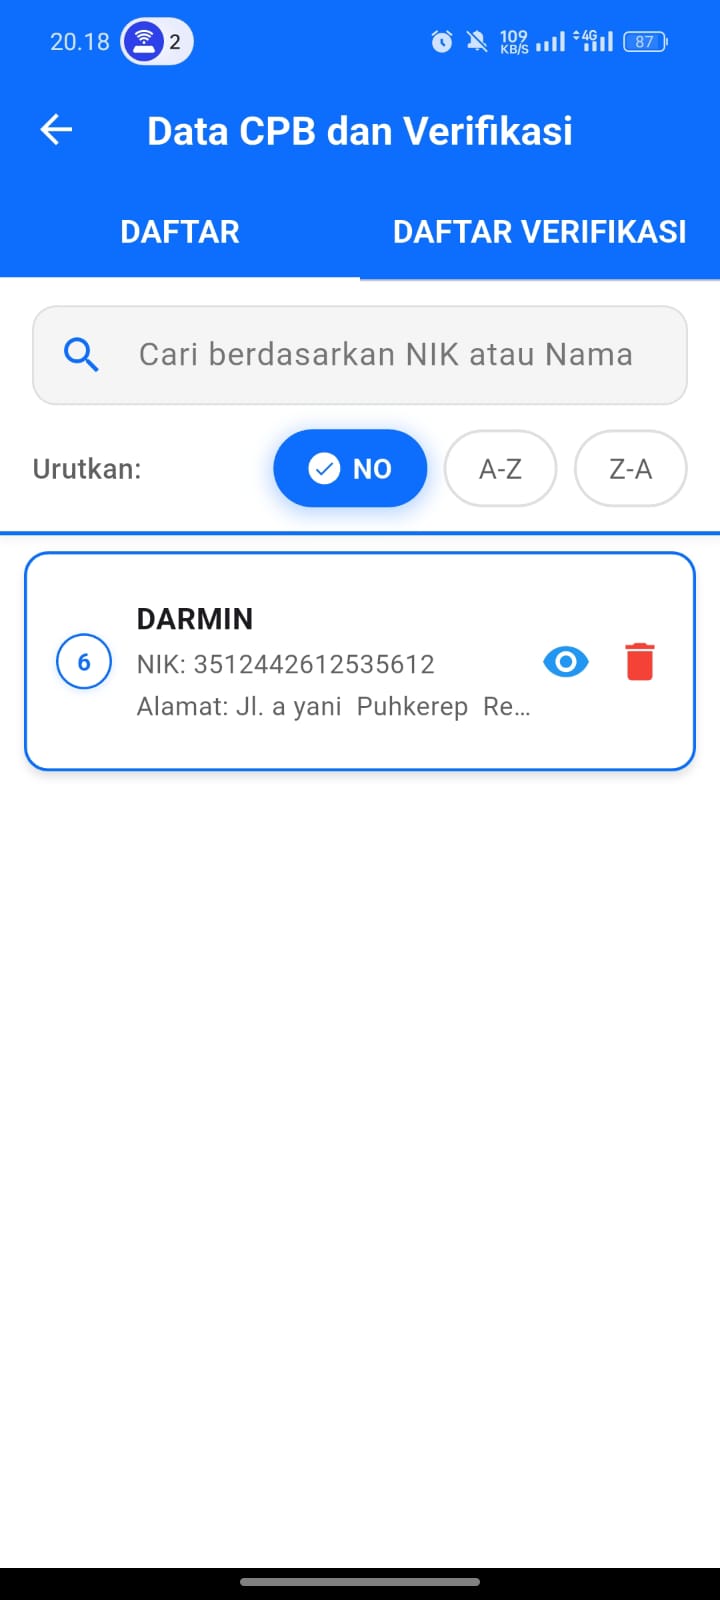 20.18 2 109 KB/S 4G 87
Data CPB dan Verifikasi
DAFTAR DAFTAR VERIFIKASI
Cari berdasarkan NIK atau Nama
Urutkan: NO A-Z Z-A
DARMIN
6 NIK: 3512442612535612
Alamat: Jl. a yani  Puhkerep  Re...